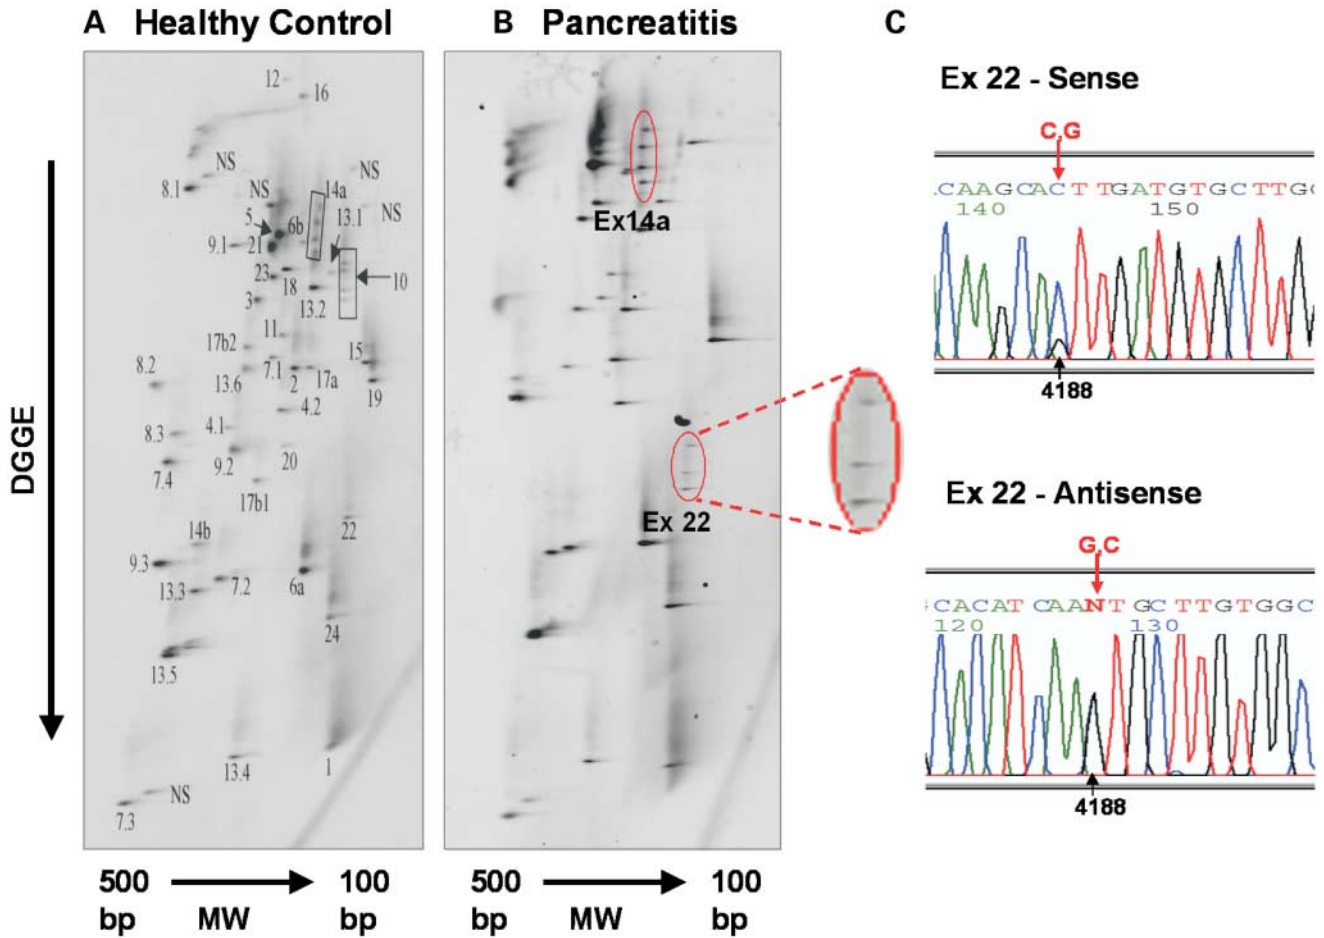 A Healthy Control
B Pancreatitis
C
DGGE
12
16
NS
8.1
NS
NS
14a
NS
5
6b
13.1
9.1
21
10
23
18
3
13.2
11
17b2
15
7.1
8.2
13.6
2
17a
19
4.2
4.1
8.3
9.2
20
7.4
17b1
22
14b
9.3
7.2
6a
13.3
24
13.5
13.4
1
NS
7.3
500
100
bp
MW
bp
Ex14a
Ex 22
500
100
bp
MW
bp
Ex 22 - Sense
C,G
CAAGCACTTGATGTGCTTG
140
150
4188
Ex 22 - Antisense
G,C
CACATCAANTGCTTGTGGC
120
130
4188